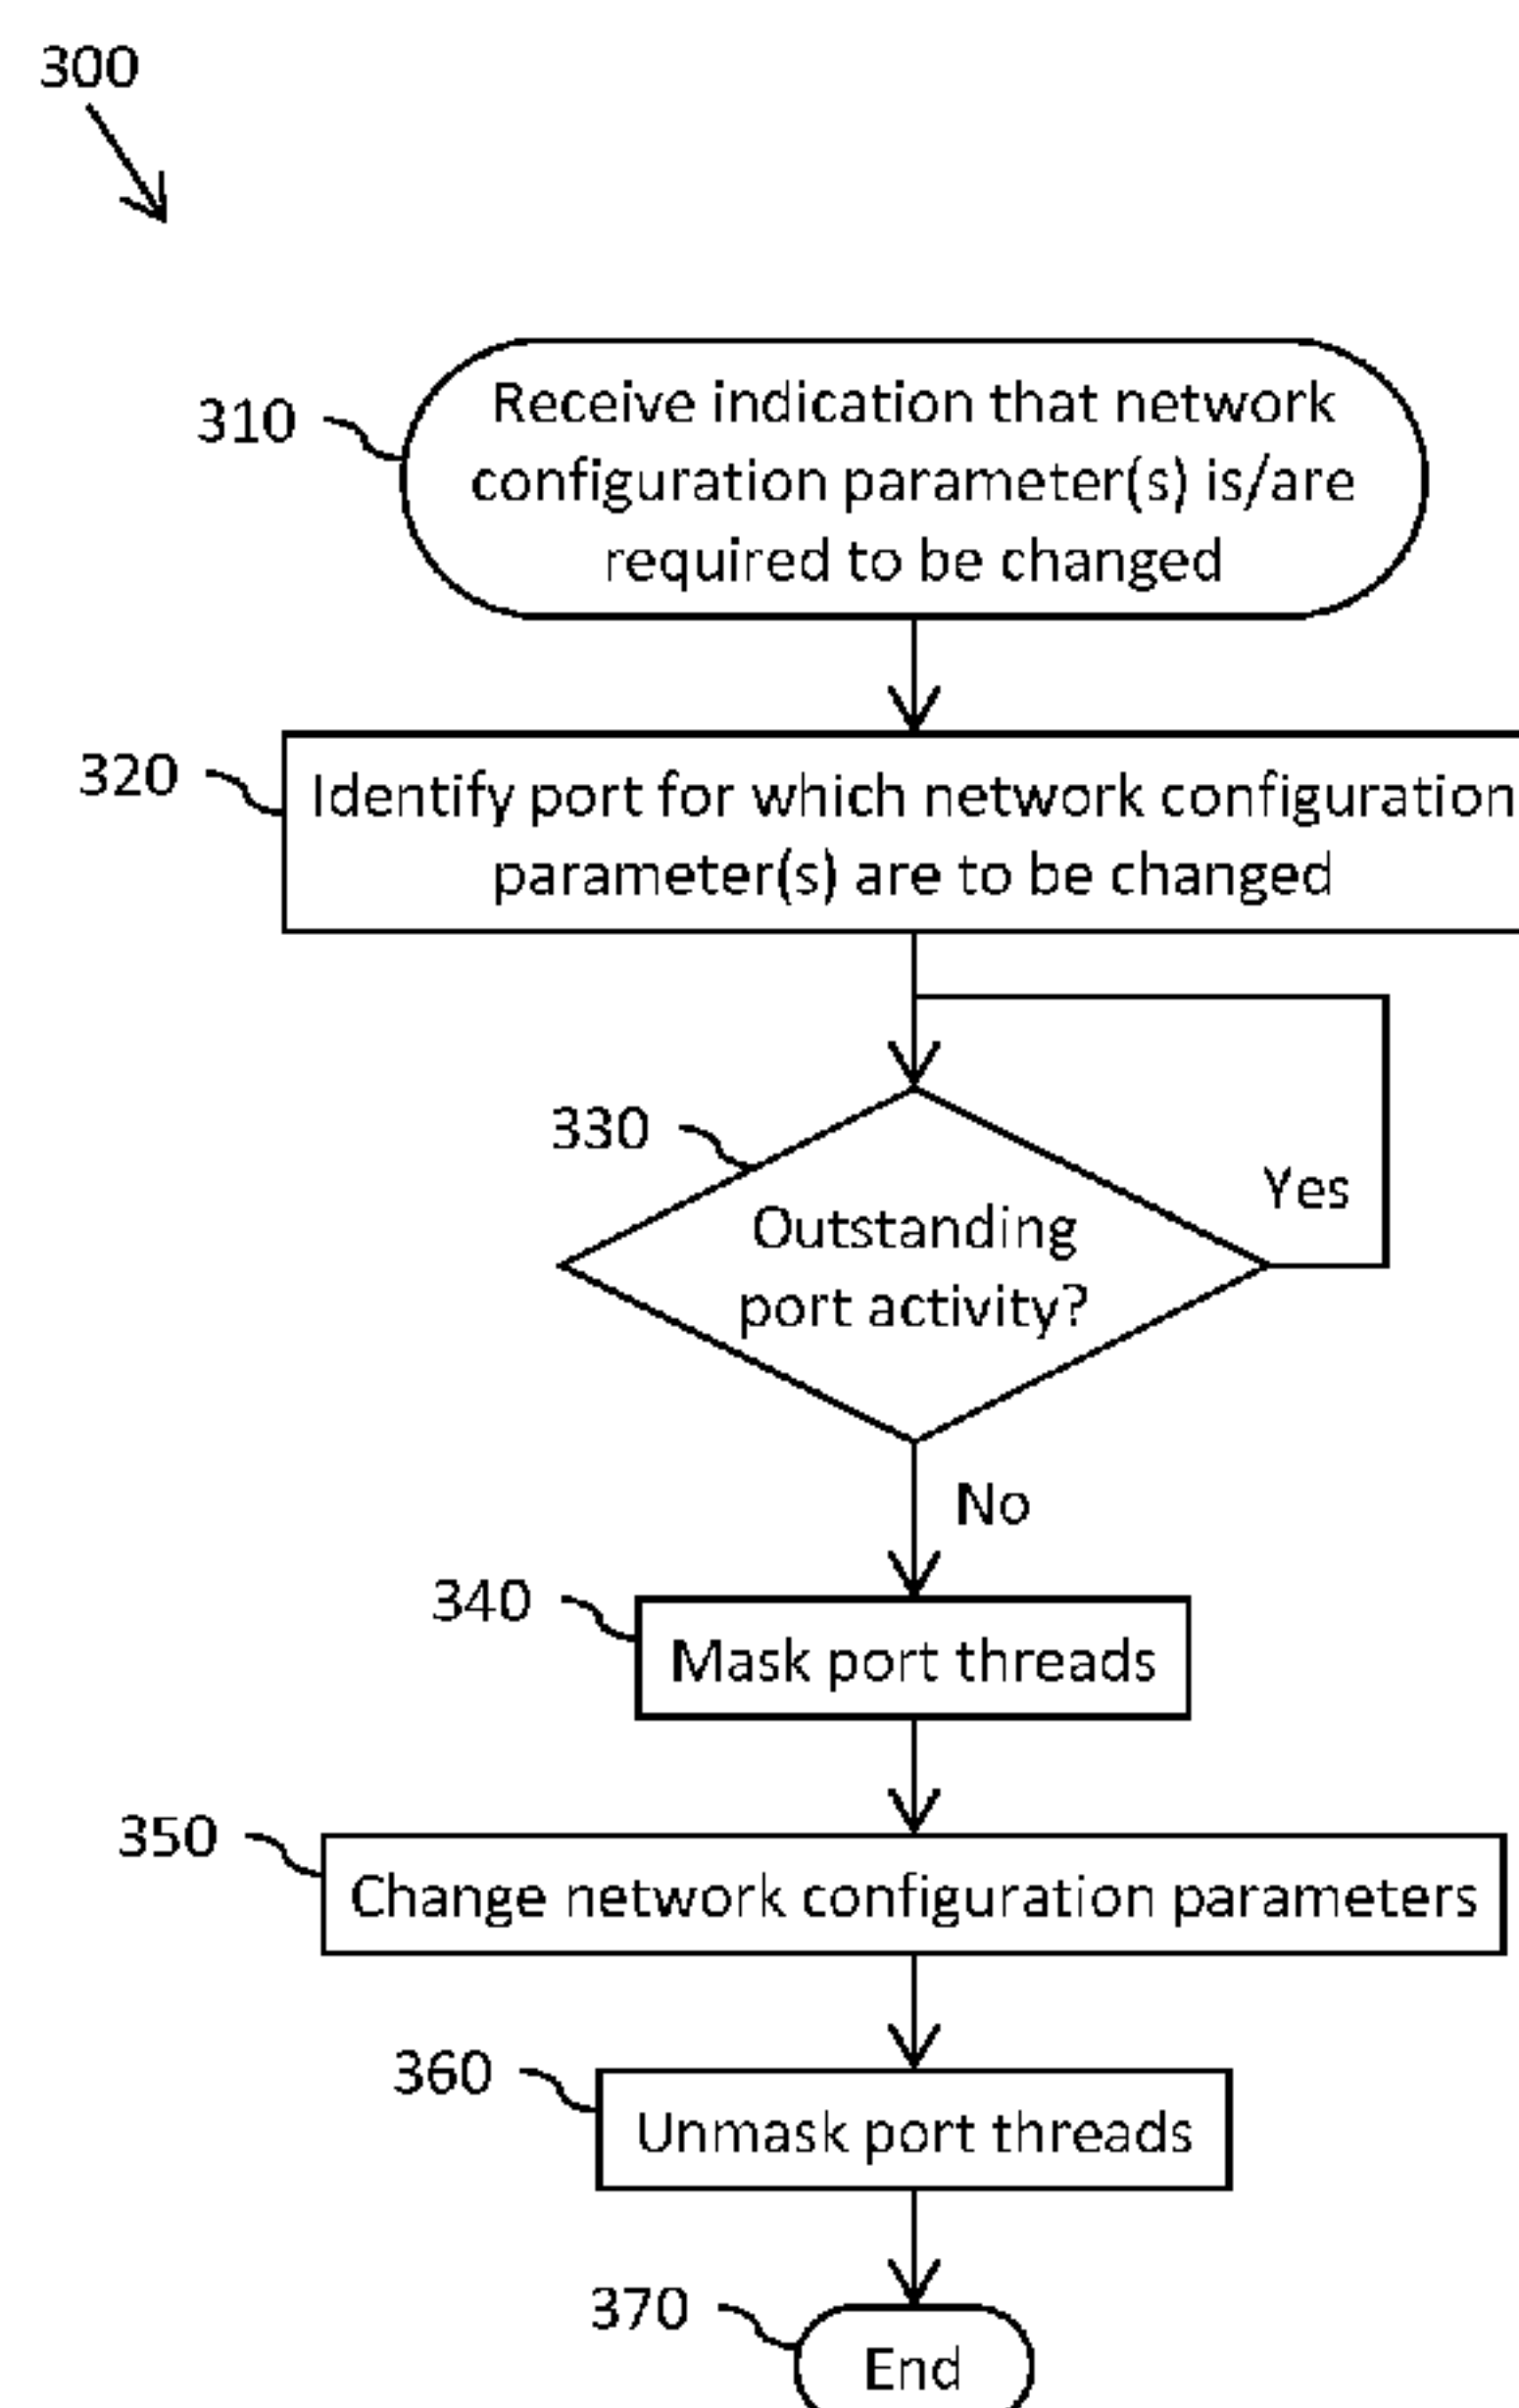 300
310
Receive indication that network
configuration parameter(s) is/are
required to be changed
320
Identify port for which network configuration
parameter(s) are to be changed
330
Outstanding
port activity?
Yes
No
340
Mask port threads
350
Change network configuration parameters
360
Unmask port threads
370
End